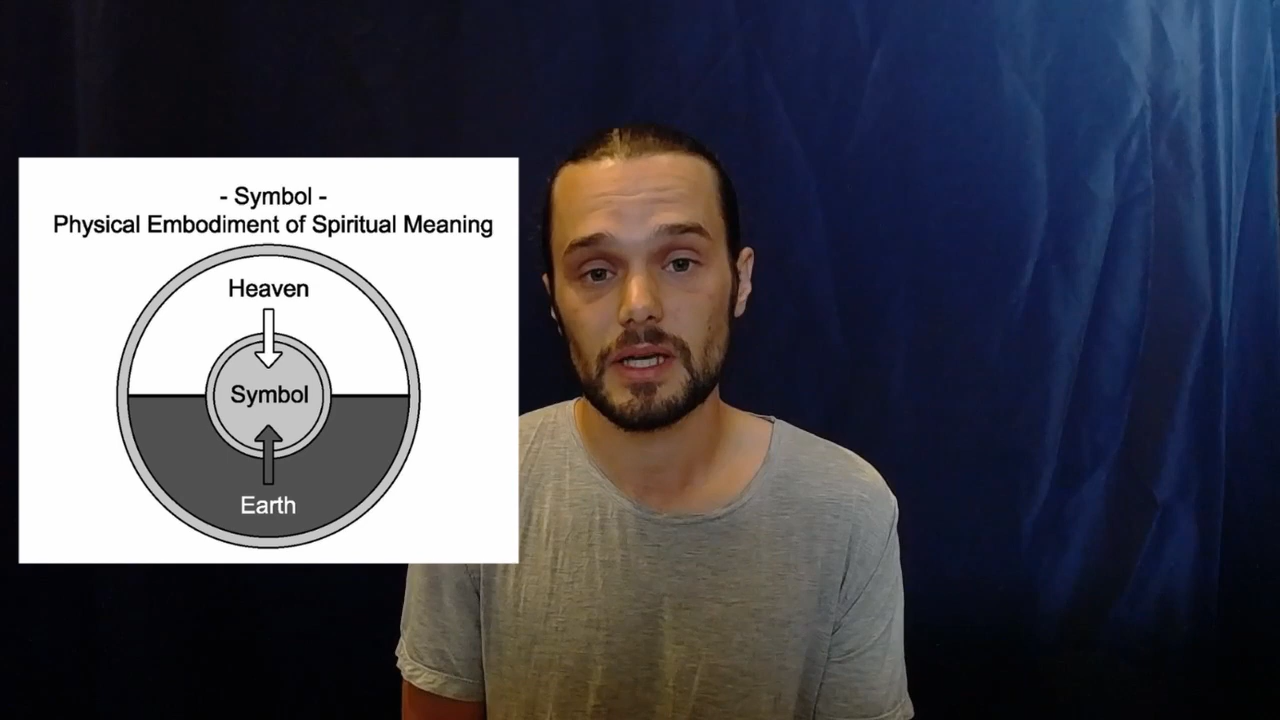 - Symbol -
Physical Embodiment of Spiritual Meaning
Heaven
Symbol
Earth